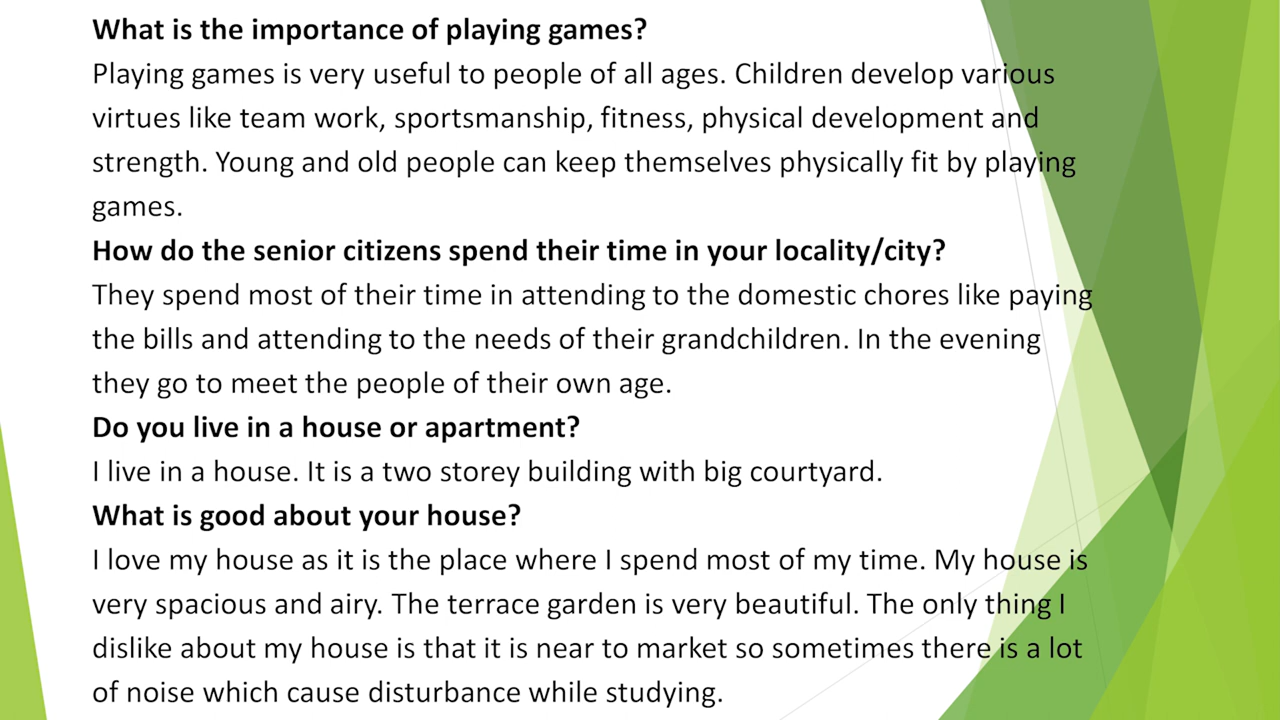 What is the importance of playing games?
Playing games is very useful to people of all ages. Children develop various
virtues like team work, sportsmanship, fitness, physical development and
strength. Young and old people can keep themselves physically fit by playing
games.
How do the senior citizens spend their time in your locality/city?
They spend most of their time in attending to the domestic chores like paying
the bills and attending to the needs of their grandchildren. In the evening
they go to meet the people of their own age.
Do you live in a house or apartment?
I live in a house. It is a two storey building with big courtyard.
What is good about your house?
I love my house as it is the place where I spend most of my time. My house is
very spacious and airy. The terrace garden is very beautiful. The only thing I
dislike about my house is that it is near to market so sometimes there is a lot
of noise which cause disturbance while studying.